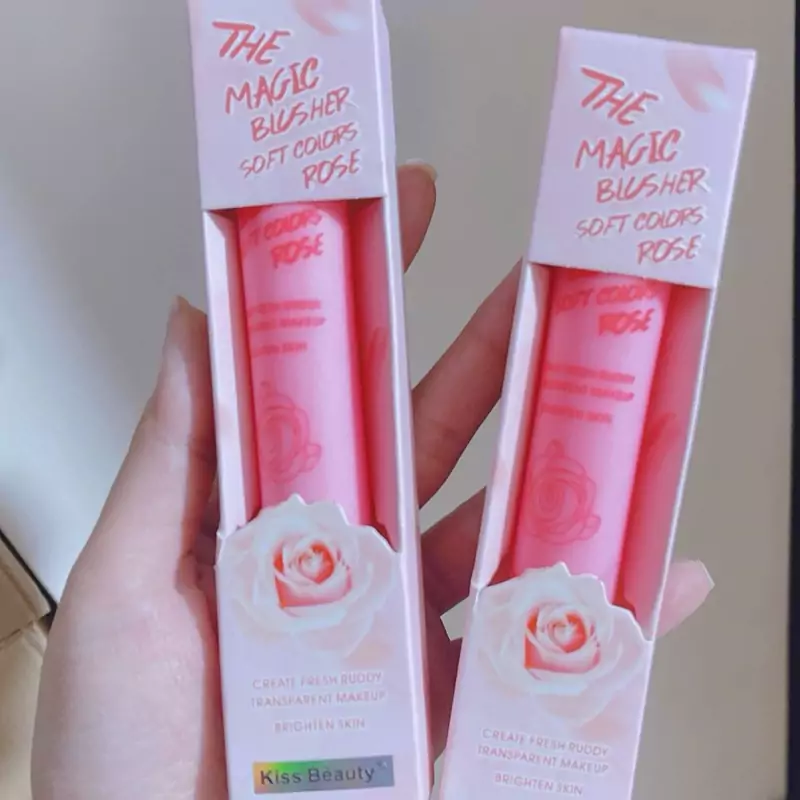 THE
MAGIC
BLUSHER
SOFT COLORS
ROSE
T COLORS
ROSE
CREATE FRESH RUDDY
TRANSPARENT MAKEUP
BRIGHTEN SKIN
Kiss Beauty
THE
MAGIC
BLUSHER
SOFT COLORS
ROSE
SOFT COLORS
ROSE
CREATE FRESH RUDDY
TRANSPARENT MAKEUP
BRIGHTEN SKIN